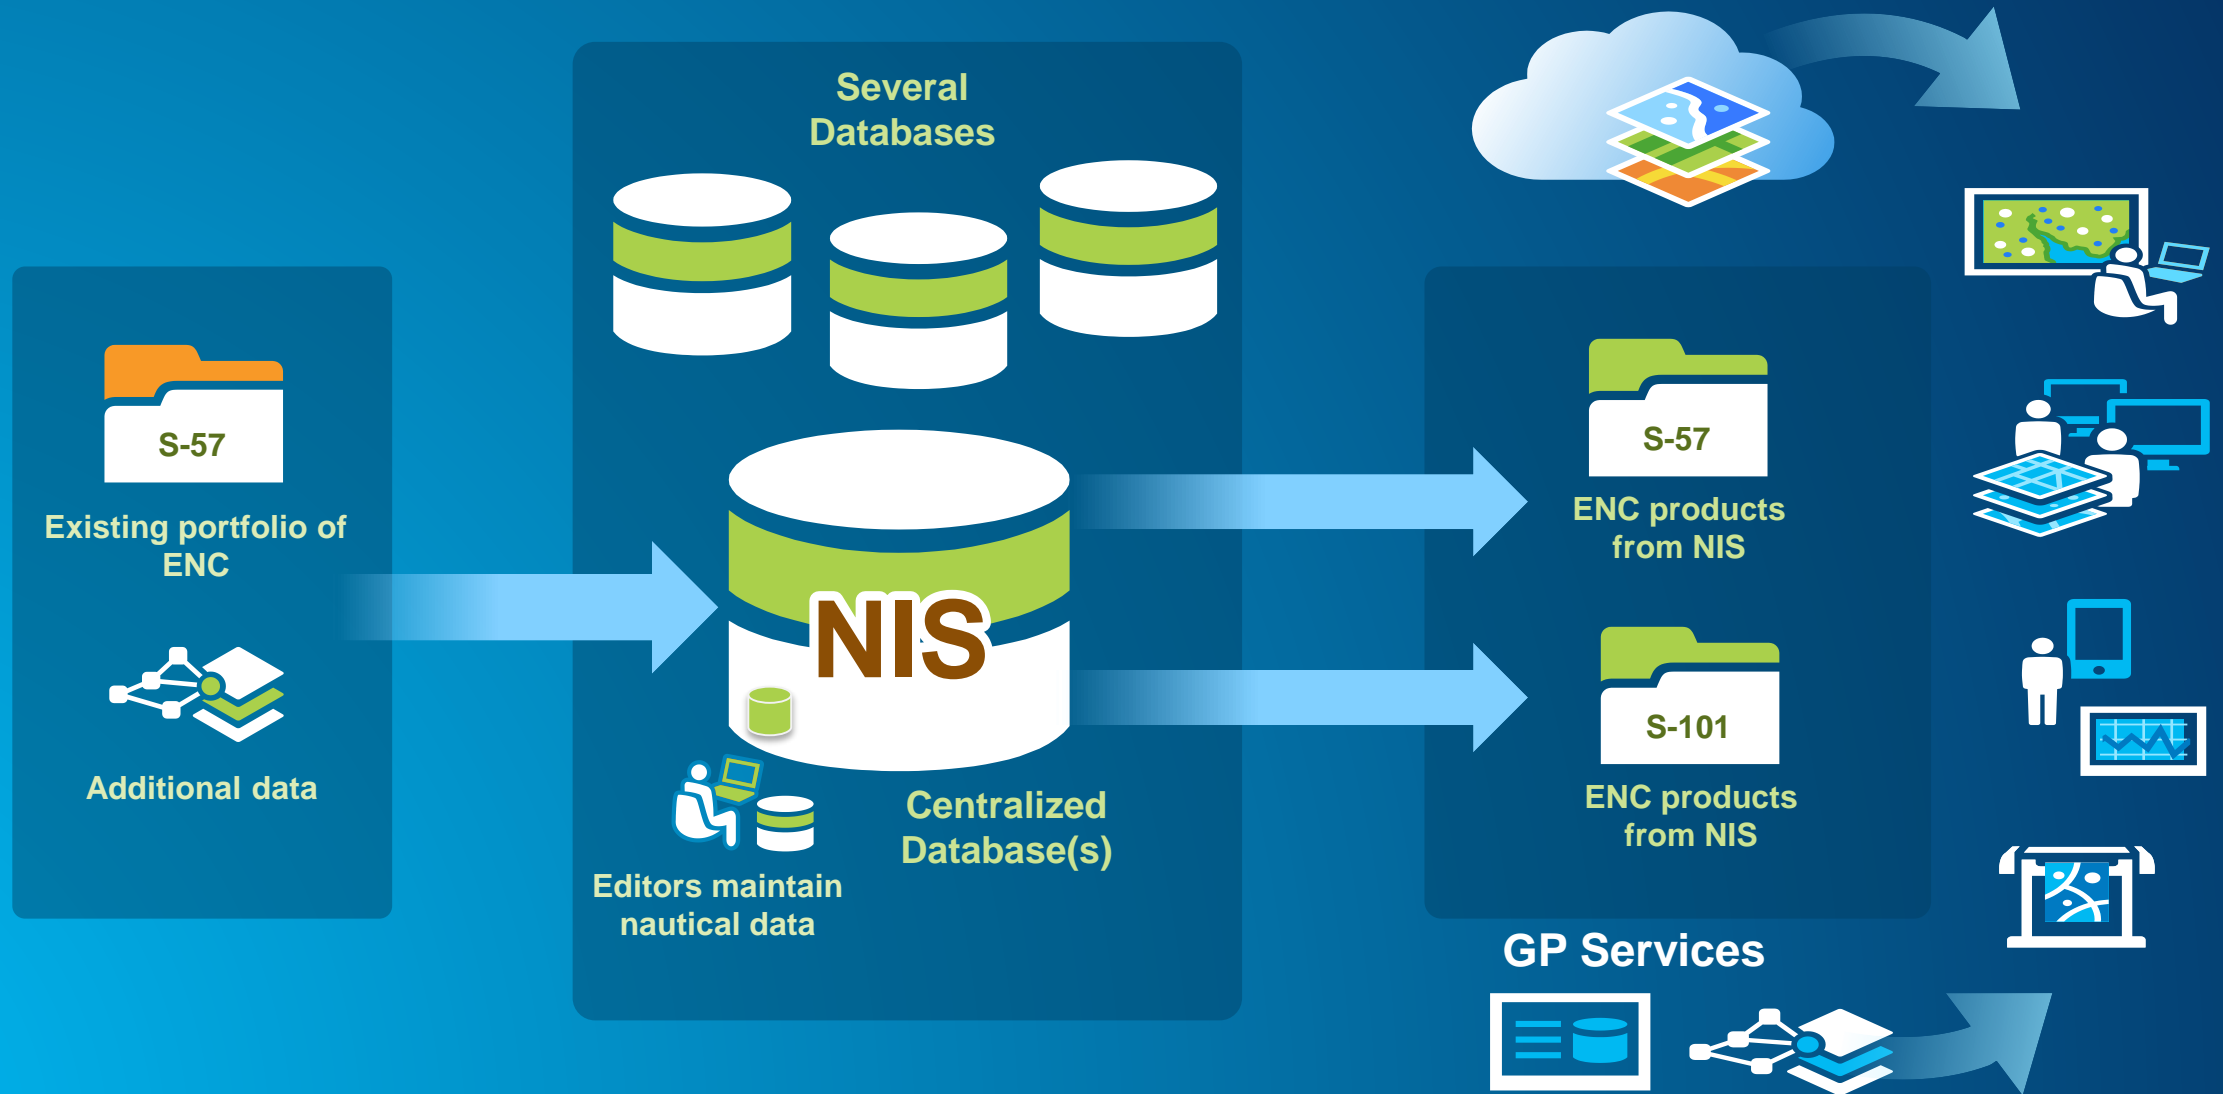 S-57
Existing portfolio of
ENC
Additional data
Several
Databases
NIS
Centralized
Database(s)
Editors maintain
nautical data
S-57
ENC products
from NIS
S-101
ENC products
from NIS
GP Services